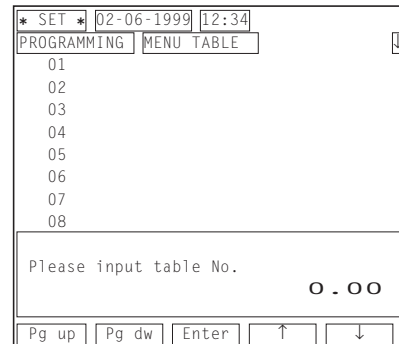 * SET * 02-06-1999 12:34
PROGRAMMING MENU TABLE ↓
01
02
03
04
05
06
07
08
Please input table No.
0.00
Pg up Pg dw Enter ↑ ↓